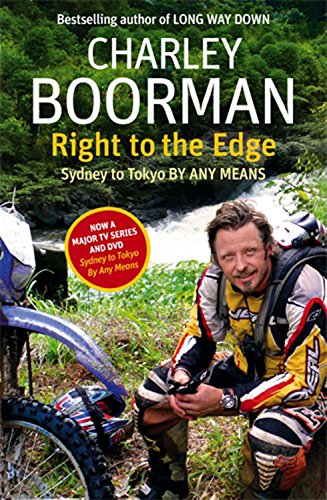 Bestselling author of LONG WAY DOWN
CHARLEY
BOORMAN
Right to the Edge
Sydney to Tokyo BY ANY MEANS
NOW A
MAJOR TV SERIES
AND DVD
Sydney to Tokyo
By Any Means